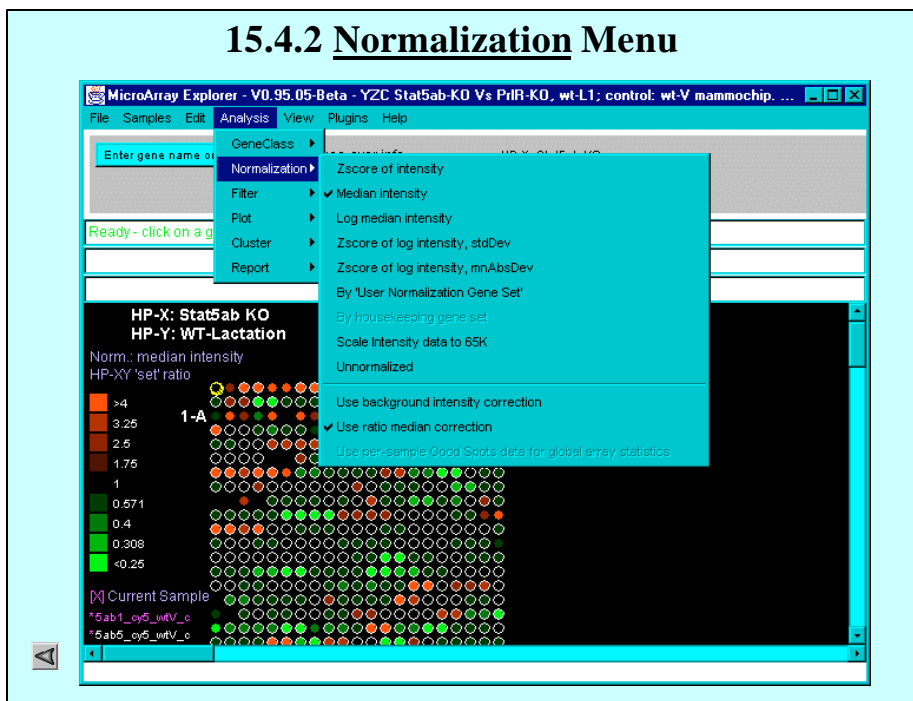 15.4.2 Normalization Menu
MicroArray Explorer - V0.95.05-Beta - YZC Stat5ab-KO Vs PrlR-KO, wt-L1; control: wt-V mammochip. ...
File Samples Edit Analysis View Plugins Help
Enter gene name o
GeneClass
Normalization
Filter
Plot
Cluster
Report
Zscore of intensity
Median intensity
Log median intensity
Zscore of log intensity, stdDev
Zscore of log intensity, mnAbsDev
By 'User Normalization Gene Set'
By housekeeping gene set
Scale Intensity data to 65K
Unnormalized
Use background intensity correction
Use ratio median correction
Use per-sample Good Spots data for global array statistics
Ready - click on a g
HP-X: Stat5ab KO
HP-Y: WT-Lactation
Norm.: median intensity
HP-XY 'set' ratio
>4
1-A
3.25
2.5
1.75
1
0.571
0.4
0.308
<0.25
[X] Current Sample
*5ab1_cy5_wtV_c
*5ab5_cy5_wtV_c